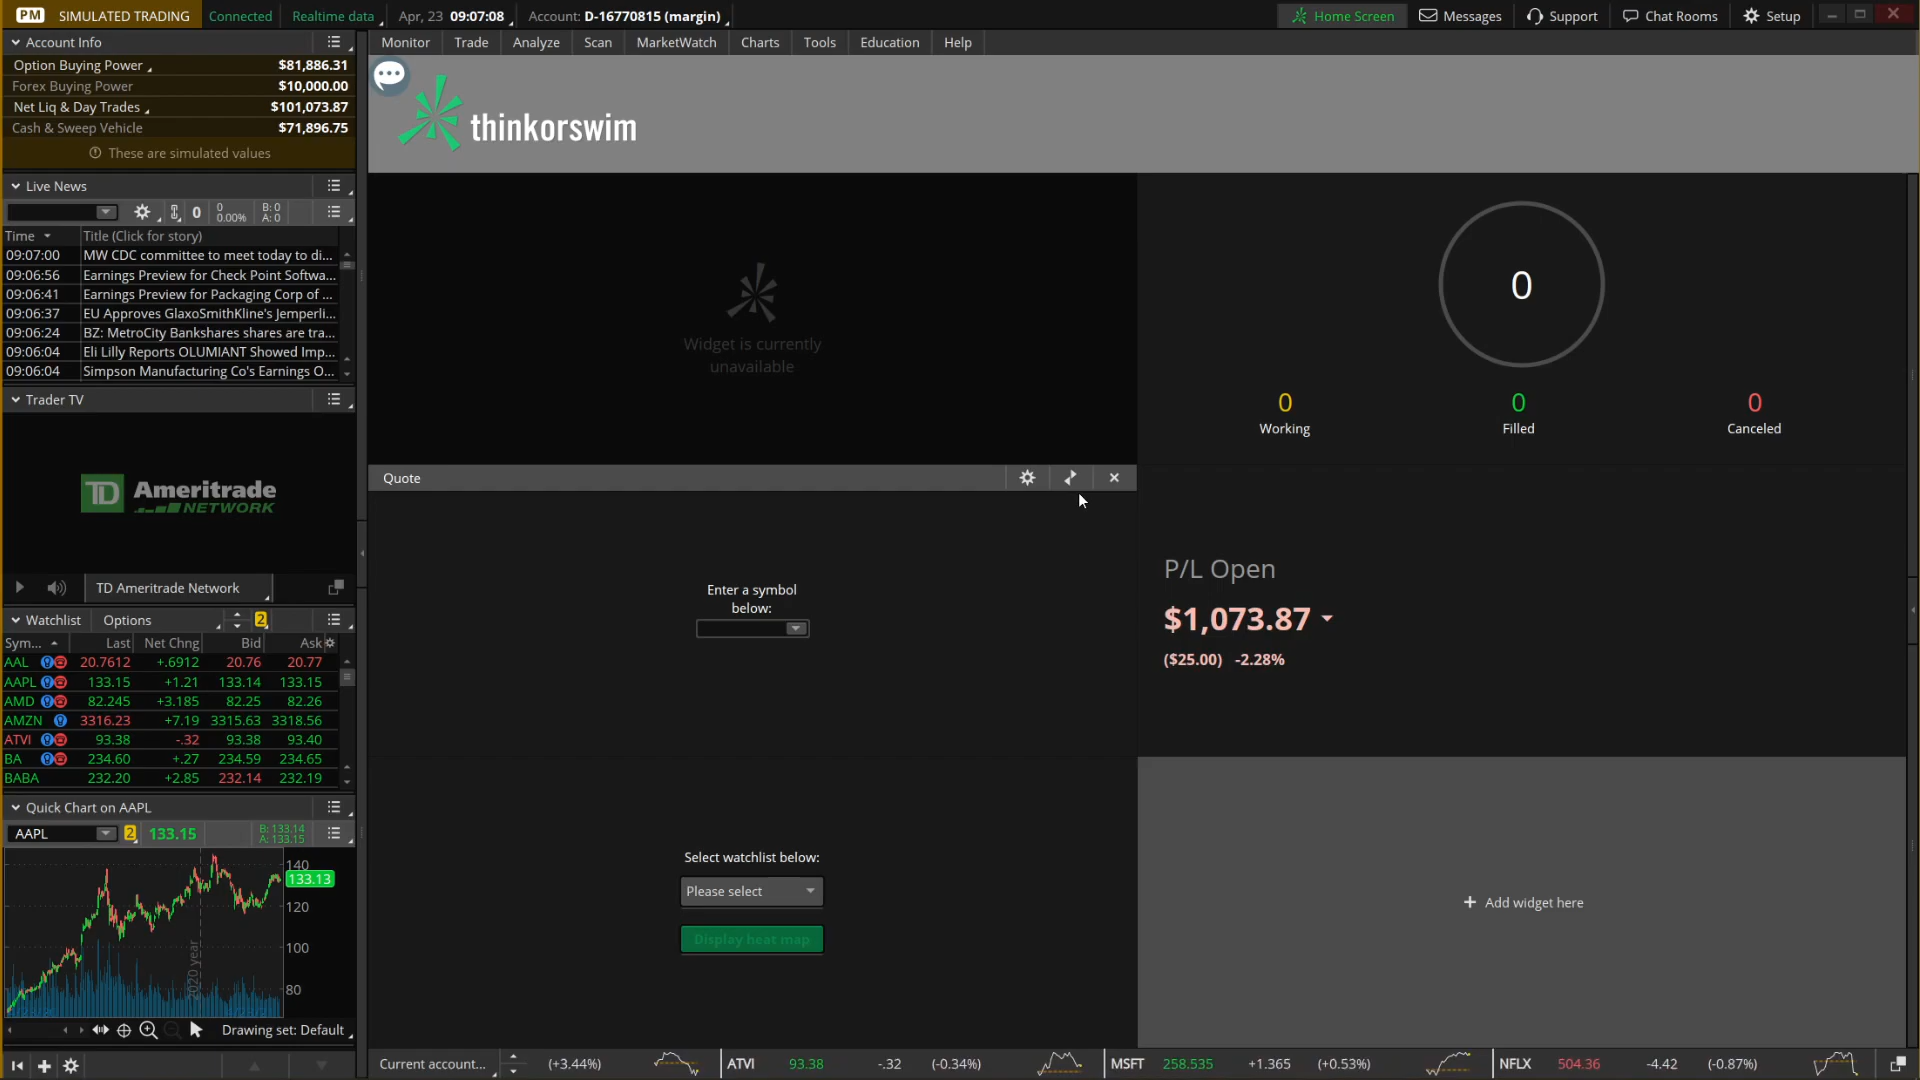 PM SIMULATED TRADING Connected Realtime data Apr, 23 09:07:08 Account: D-16770815 (margin) Home Screen Messages Support Chat Rooms Setup
Account Info
Option Buying Power $81,886.31
Forex Buying Power $10,000.00
Net Liq & Day Trades $101,073.87
Cash & Sweep Vehicle $71,896.75
These are simulated values
Live News
0 0 0.00% B: 0 A: 0
Time Title (Click for story)
09:07:00 MW CDC committee to meet today to di...
09:06:56 Earnings Preview for Check Point Softwa...
09:06:41 Earnings Preview for Packaging Corp of ...
09:06:37 EU Approves GlaxoSmithKline's Jemperli...
09:06:24 BZ: MetroCity Bankshares shares are tra...
09:06:04 Eli Lilly Reports OLUMIANT Showed Imp...
09:06:04 Simpson Manufacturing Co's Earnings O...
Trader TV
TD Ameritrade
NETWORK
TD Ameritrade Network
Watchlist Options 2
Sym... Last Net Chng Bid Ask
AAL 20.7612 +.6912 20.76 20.77
AAPL 133.15 +1.21 133.14 133.15
AMD 82.245 +3.185 82.25 82.26
AMZN 3316.23 +7.19 3315.63 3318.56
ATVI 93.38 -.32 93.38 93.40
BA 234.60 +.27 234.59 234.65
BABA 232.20 +2.85 232.14 232.19
Quick Chart on AAPL
AAPL 2 133.15 B: 133.14 A: 133.15
140
133.13
120
100
80
2020 year
Drawing set: Default
Monitor Trade Analyze Scan MarketWatch Charts Tools Education Help
thinkorswim
Widget is currently
unavailable
0
0 0 0
Working Filled Canceled
Quote
Enter a symbol
below:
P/L Open
$1,073.87
($25.00) -2.28%
Select watchlist below:
Please select
Display heat map
+ Add widget here
Current account... (+3.44%) ATVI 93.38 -.32 (-0.34%) MSFT 258.535 +1.365 (+0.53%) NFLX 504.36 -4.42 (-0.87%)